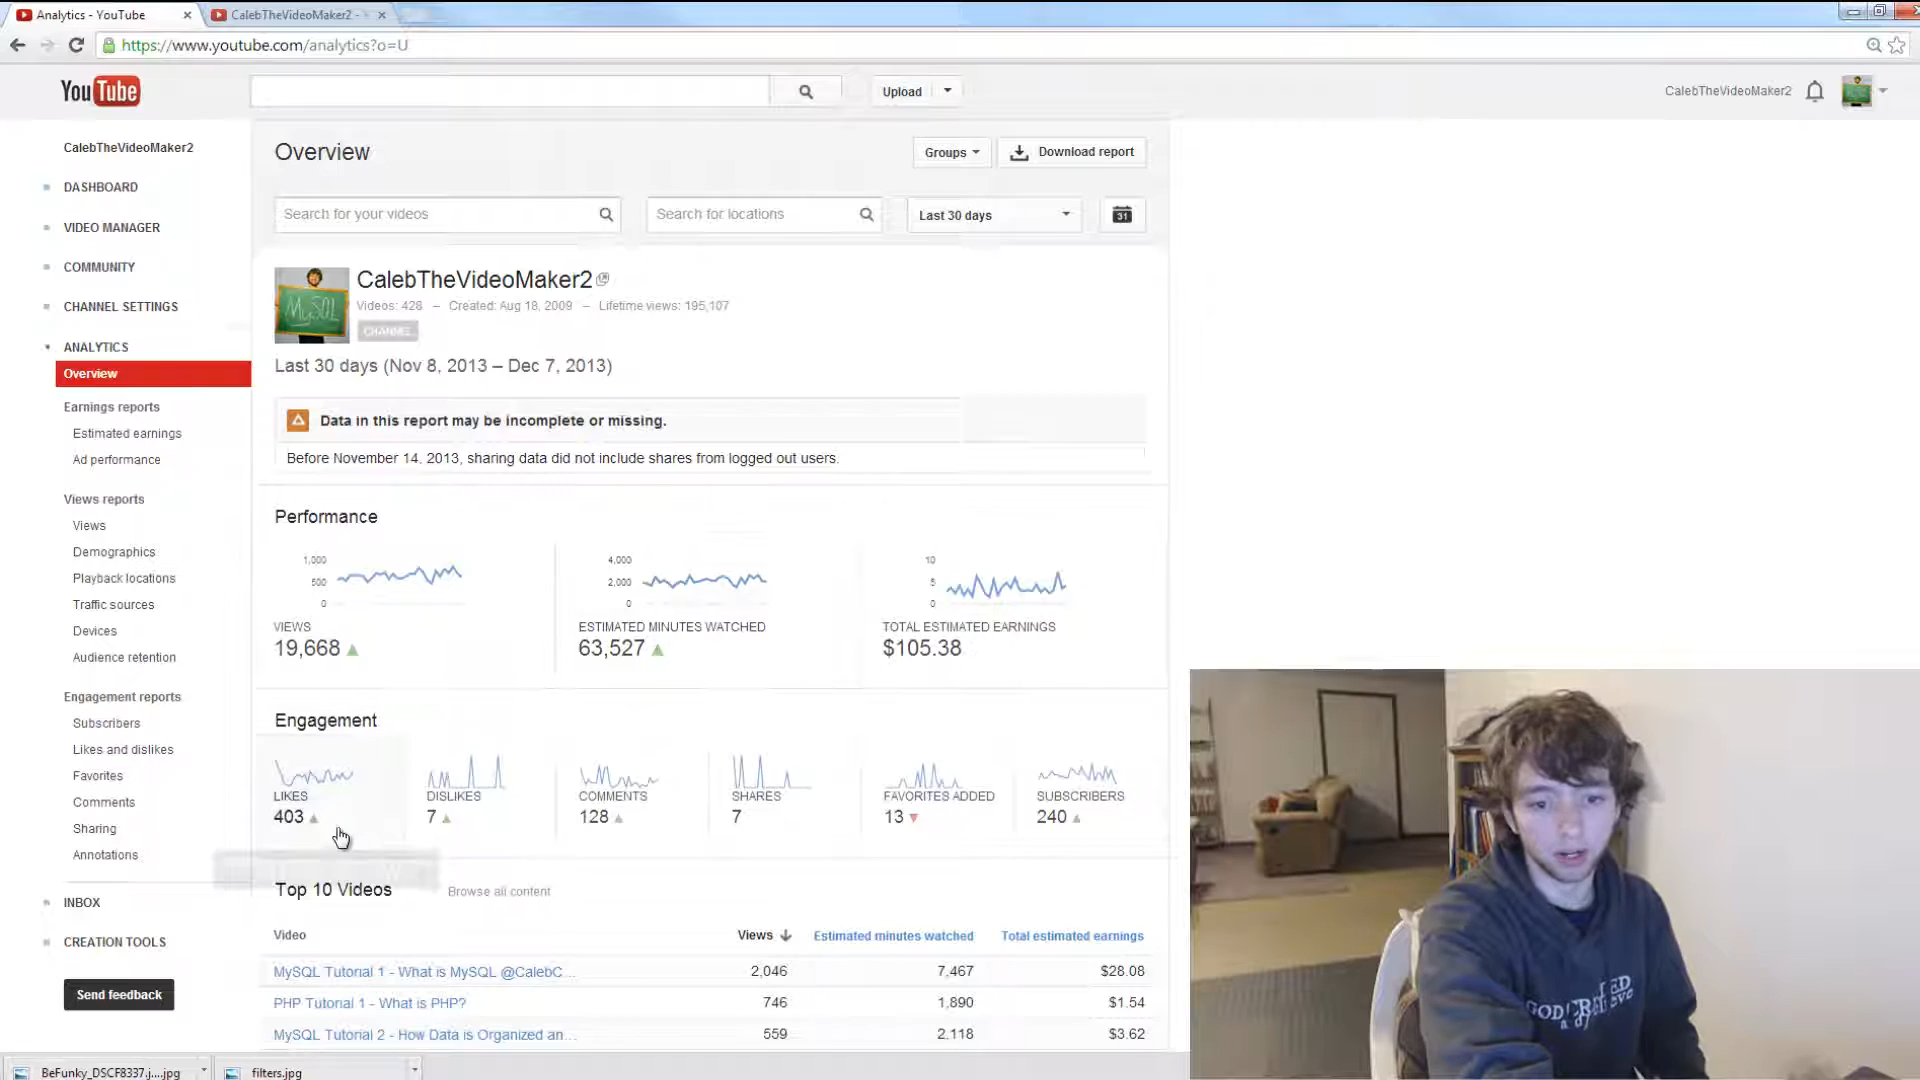 Analytics - YouTube
CalebTheVideoMaker2 -
https://www.youtube.com/analytics?o=U
YouTube
Upload
CalebTheVideoMaker2
CalebTheVideoMaker2
DASHBOARD
VIDEO MANAGER
COMMUNITY
CHANNEL SETTINGS
ANALYTICS
Overview
Earnings reports
Estimated earnings
Ad performance
Views reports
Views
Demographics
Playback locations
Traffic sources
Devices
Audience retention
Engagement reports
Subscribers
Likes and dislikes
Favorites
Comments
Sharing
Annotations
INBOX
CREATION TOOLS
Send feedback
Overview
Groups
Download report
Search for your videos
Search for locations
Last 30 days
31
MySQL
CalebTheVideoMaker2
Videos: 428 – Created: Aug 18, 2009 – Lifetime views: 195,107
CHANNEL
Last 30 days (Nov 8, 2013 – Dec 7, 2013)
Data in this report may be incomplete or missing.
Before November 14, 2013, sharing data did not include shares from logged out users.
Performance
1,000
500
0
VIEWS
19,668
4,000
2,000
0
ESTIMATED MINUTES WATCHED
63,527
10
5
0
TOTAL ESTIMATED EARNINGS
$105.38
Engagement
LIKES
403
DISLIKES
7
COMMENTS
128
SHARES
7
FAVORITES ADDED
13
SUBSCRIBERS
240
Top 10 Videos
Browse all content
Video Views Estimated minutes watched Total estimated earnings
MySQL Tutorial 1 - What is MySQL @CalebC... 2,046 7,467 $28.08
PHP Tutorial 1 - What is PHP? 746 1,890 $1.54
MySQL Tutorial 2 - How Data is Organized an... 559 2,118 $3.62
BeFunky_DSCF8337.j....jpg
filters.jpg